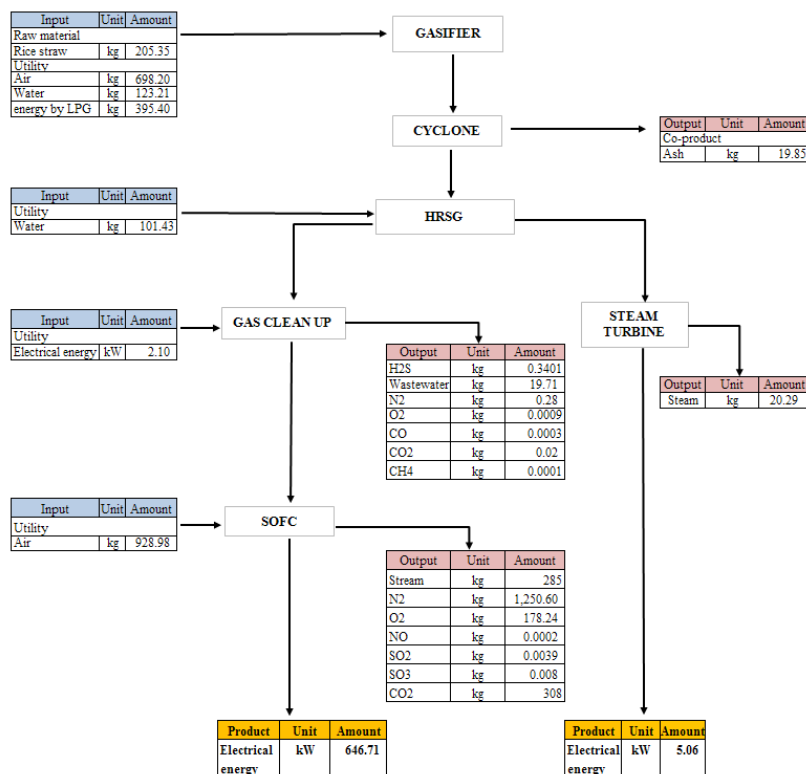 Input Unit Amount
Raw material
Rice straw kg 205.35
Utility
Air kg 698.20
Water kg 123.21
energy by LPG kg 395.40
GASIFIER
CYCLONE
Output Unit Amount
Co-product
Ash kg 19.85
Input Unit Amount
Utility
Water kg 101.43
HRSG
Input Unit Amount
Utility
Electrical energy kW 2.10
GAS CLEAN UP
STEAM
TURBINE
Output Unit Amount
H2S kg 0.3401
Wastewater kg 19.71
N2 kg 0.28
O2 kg 0.0009
CO kg 0.0003
CO2 kg 0.02
CH4 kg 0.0001
Output Unit Amount
Steam kg 20.29
Input Unit Amount
Utility
Air kg 928.98
SOFC
Output Unit Amount
Stream kg 285
N2 kg 1,250.60
O2 kg 178.24
NO kg 0.0002
SO2 kg 0.0039
SO3 kg 0.008
CO2 kg 308
Product Unit Amount
Electrical kW 646.71
energy
Product Unit Amount
Electrical kW 5.06
energy